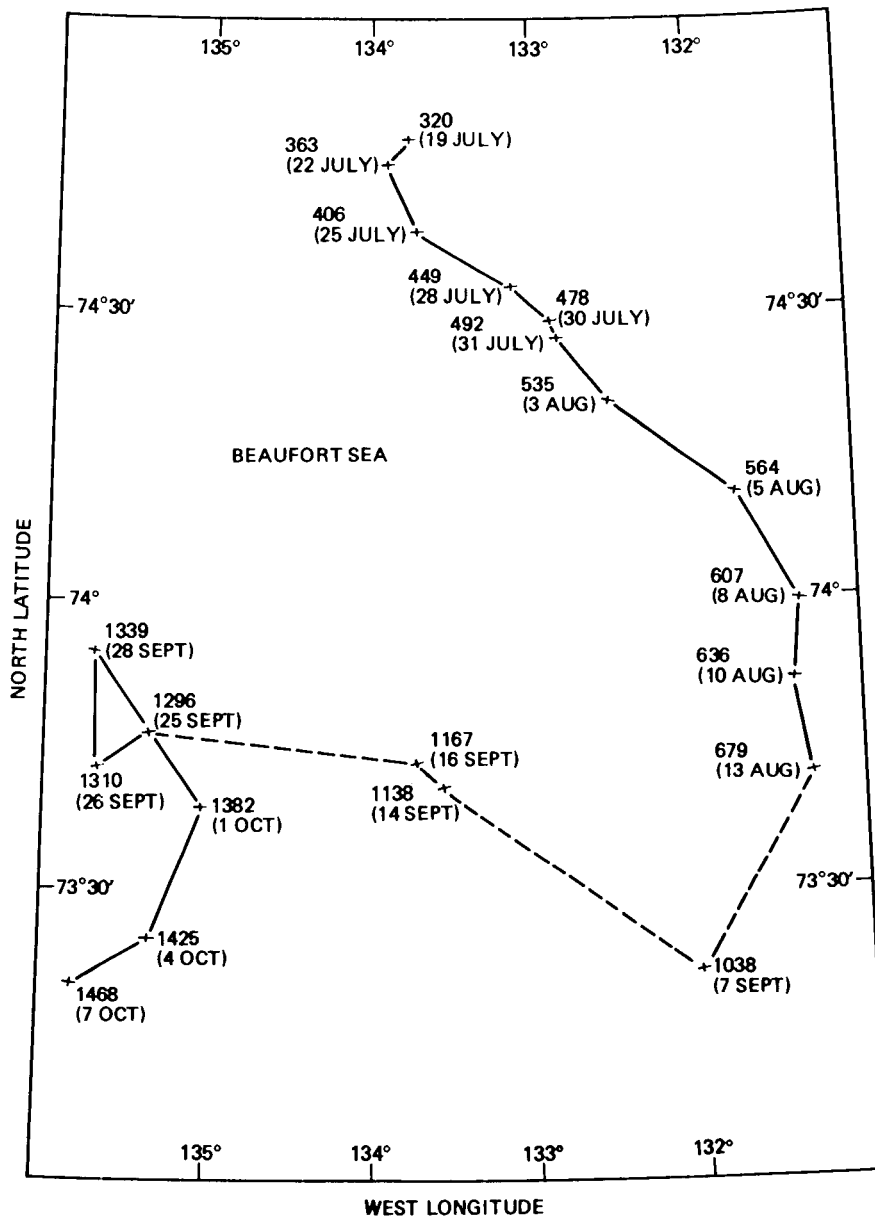 135°
134°
133°
132°
320
(19 JULY)
363
(22 JULY)
406
(25 JULY)
449
(28 JULY)
478
(30 JULY)
74°30′
74°30′
492
(31 JULY)
535
(3 AUG)
BEAUFORT SEA
564
(5 AUG)
607
(8 AUG)
74°
74°
NORTH LATITUDE
1339
(28 SEPT)
636
(10 AUG)
1296
(25 SEPT)
1167
(16 SEPT)
679
(13 AUG)
1310
(26 SEPT)
1138
(14 SEPT)
1382
(1 OCT)
73°30′
73°30′
1425
(4 OCT)
1038
(7 SEPT)
1468
(7 OCT)
135°
134°
133°
132°
WEST LONGITUDE